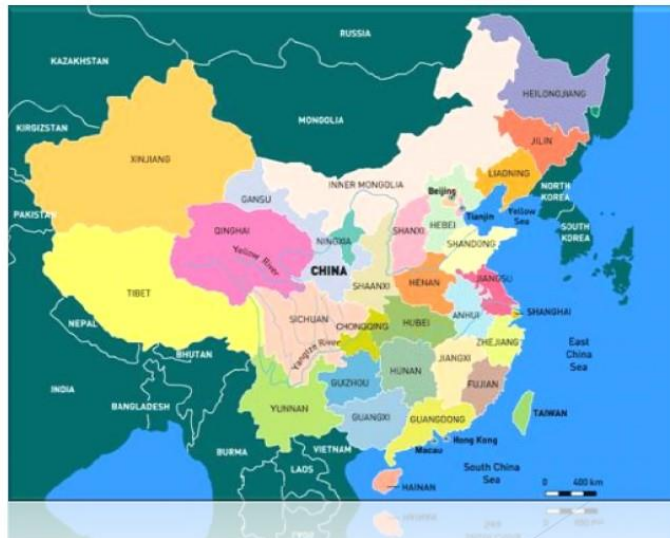 RUSSIA
KAZAKHSTAN
HEILONGJIANG
MONGOLIA
KIRGIZSTAN
JILIN
XINJIANG
LIAONING
INNER MONGOLIA
NORTH
KOREA
Beijing
GANSU
Tianjin
Yellow
Sea
PAKISTAN
QINGHAI
NINGXIA
SHANXI
HEBEI
SOUTH
KOREA
SHANDONG
Yellow River
CHINA
JIANGSU
HENAN
SHAANXI
TIBET
SHANGHAI
SICHUAN
ANHUI
CHONGQING
HUBEI
NEPAL
ZHEJIANG
East
China
Sea
Yangtze River
BHUTAN
JIANGXI
HUNAN
GUIZHOU
FUJIAN
INDIA
BANGLADESH
YUNNAN
GUANGXI
GUANGDONG
TAIWAN
Hong Kong
Macau
BURMA
VIETNAM
LAOS
South China
Sea
HAINAN
0 400 km